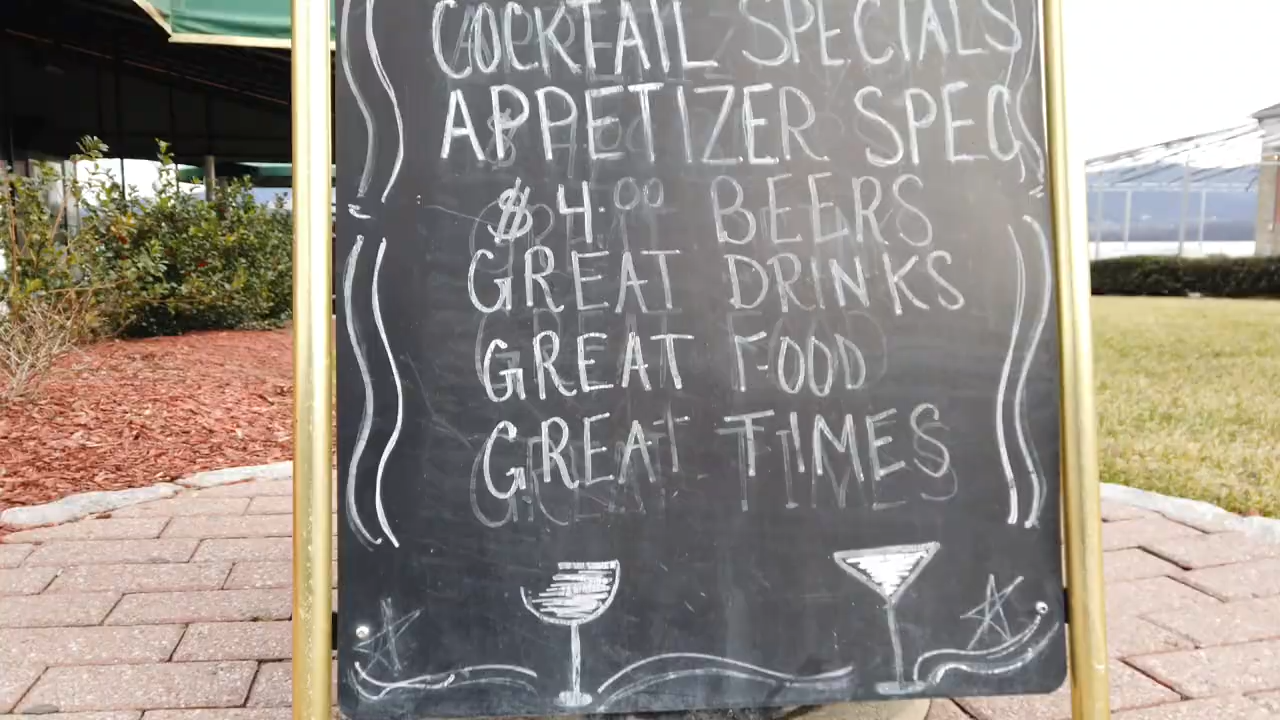 COCKTAIL SPECIALS
APPETIZER SPEC
$4.00 BEERS
GREAT DRINKS
GREAT FOOD
GREAT TIMES